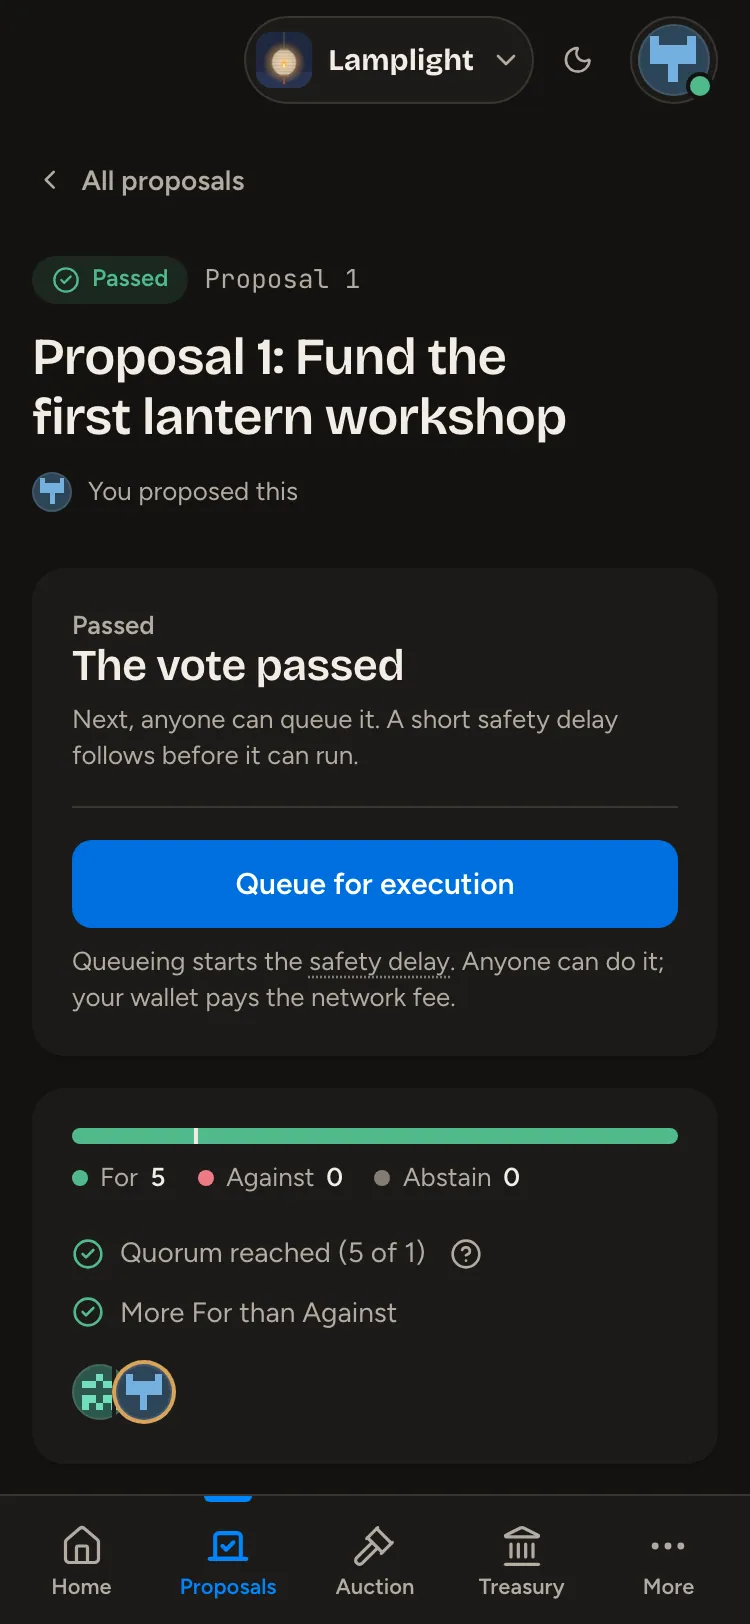 Lamplight
All proposals
Passed Proposal 1
Proposal 1: Fund the
first lantern workshop
You proposed this
Passed
The vote passed
Next, anyone can queue it. A short safety delay
follows before it can run.
Queue for execution
Queueing starts the safety delay. Anyone can do it;
your wallet pays the network fee.
For 5 Against 0 Abstain 0
Quorum reached (5 of 1) ?
More For than Against
Home Proposals Auction Treasury More